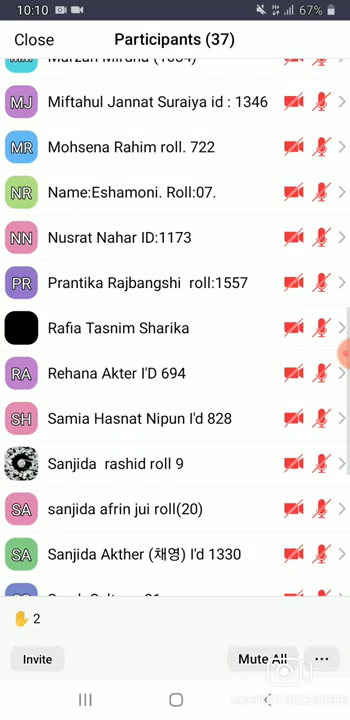 10:10 67%
Close Participants (37)
MJ Miftahul Jannat Suraiya id : 1346
MR Mohsena Rahim roll. 722
NR Name:Eshamoni. Roll:07.
NN Nusrat Nahar ID:1173
PR Prantika Rajbangshi roll:1557
Rafia Tasnim Sharika
RA Rehana Akter I'D 694
SH Samia Hasnat Nipun I'd 828
Sanjida rashid roll 9
SA sanjida afrin jui roll(20)
SA Sanjida Akther (채영) I'd 1330
2
Invite Mute All ...